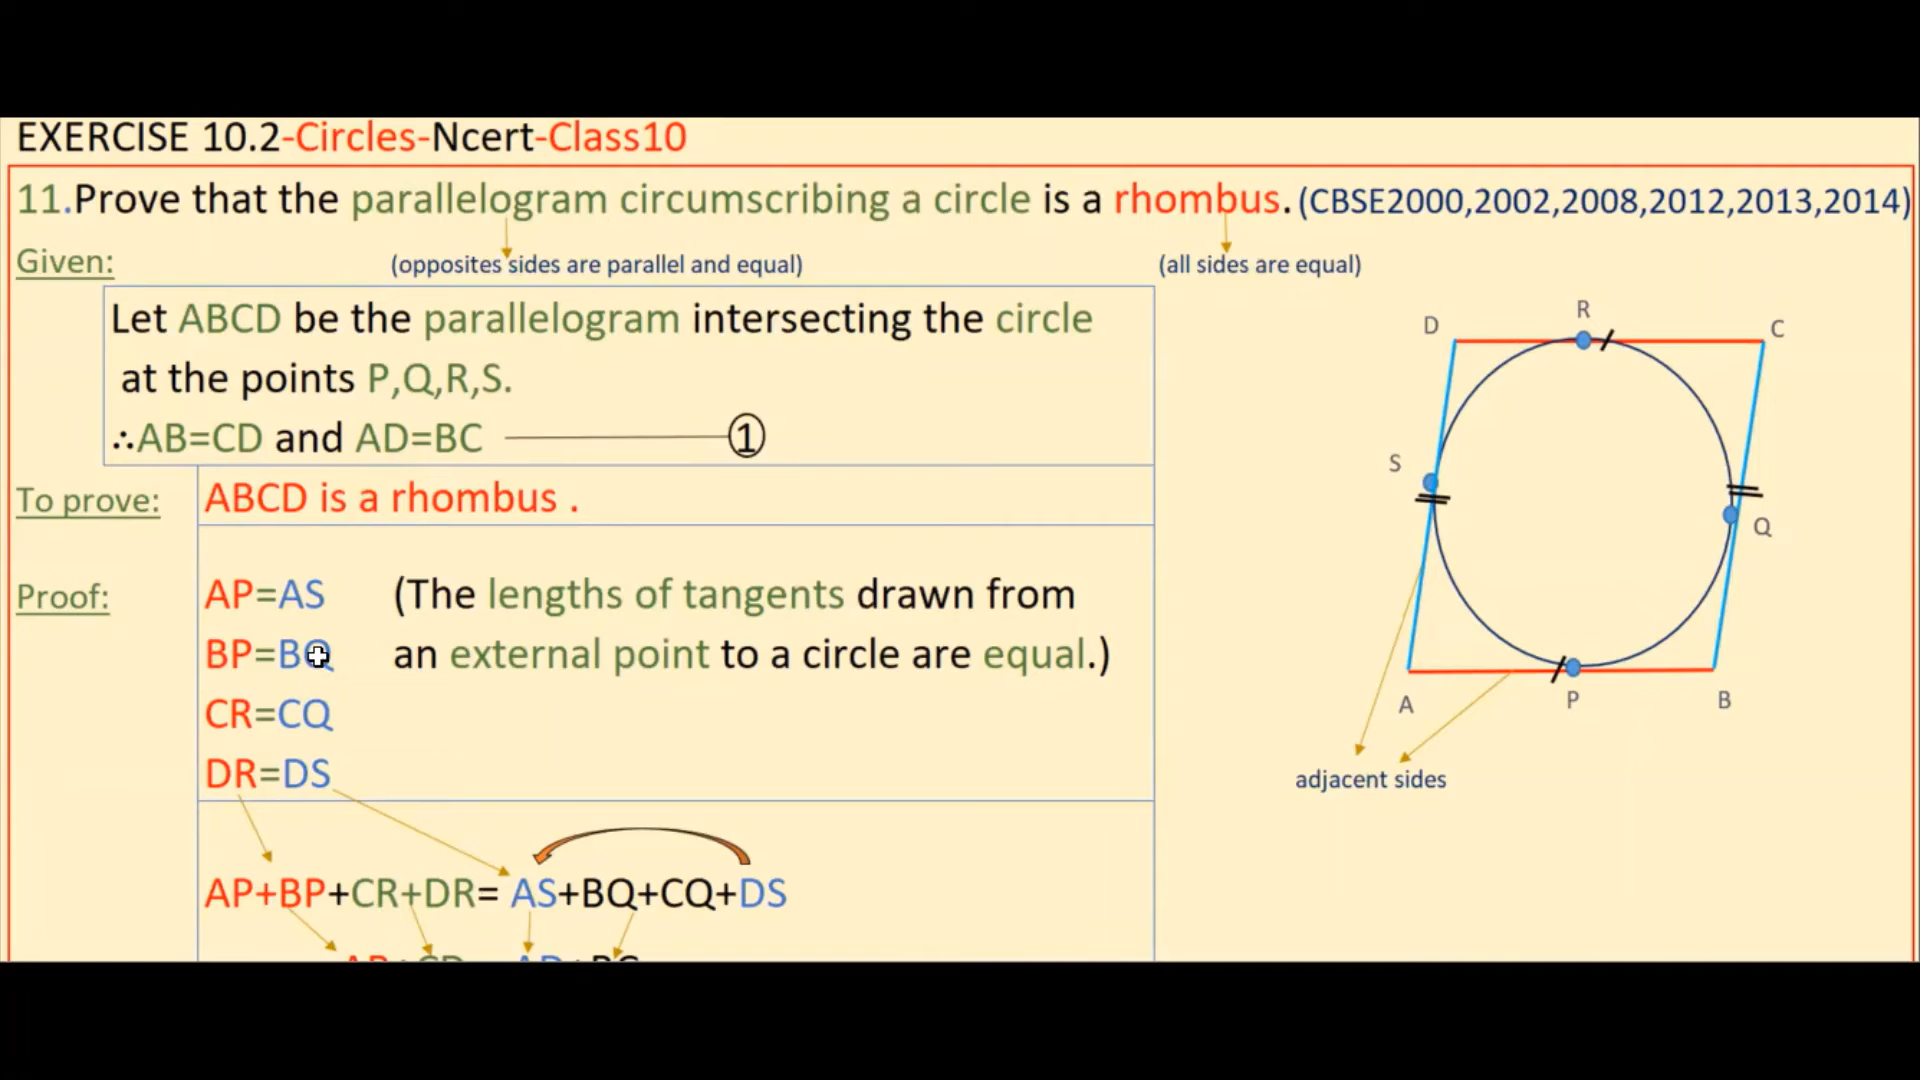 EXERCISE 10.2-Circles-Ncert-Class10
11.Prove that the parallelogram circumscribing a circle is a rhombus. (CBSE2000,2002,2008,2012,2013,2014)
Given:
(opposites sides are parallel and equal)
(all sides are equal)
Let ABCD be the parallelogram intersecting the circle
at the points P,Q,R,S.
∴AB=CD and AD=BC ——— ①
To prove:
ABCD is a rhombus .
Proof:
AP=AS (The lengths of tangents drawn from
BP=BQ an external point to a circle are equal.)
CR=CQ
DR=DS
AP+BP+CR+DR= AS+BQ+CQ+DS
D
R
C
S
Q
A
P
B
adjacent sides